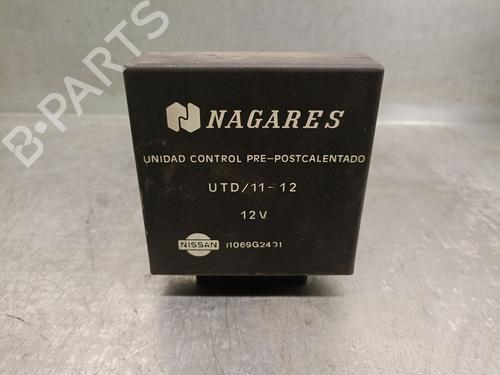 B-PARTS
NAGARES
UNIDAD CONTROL PRE-POSTCALENTADO
UTD/11-12
12V
NISSAN 11069G2401